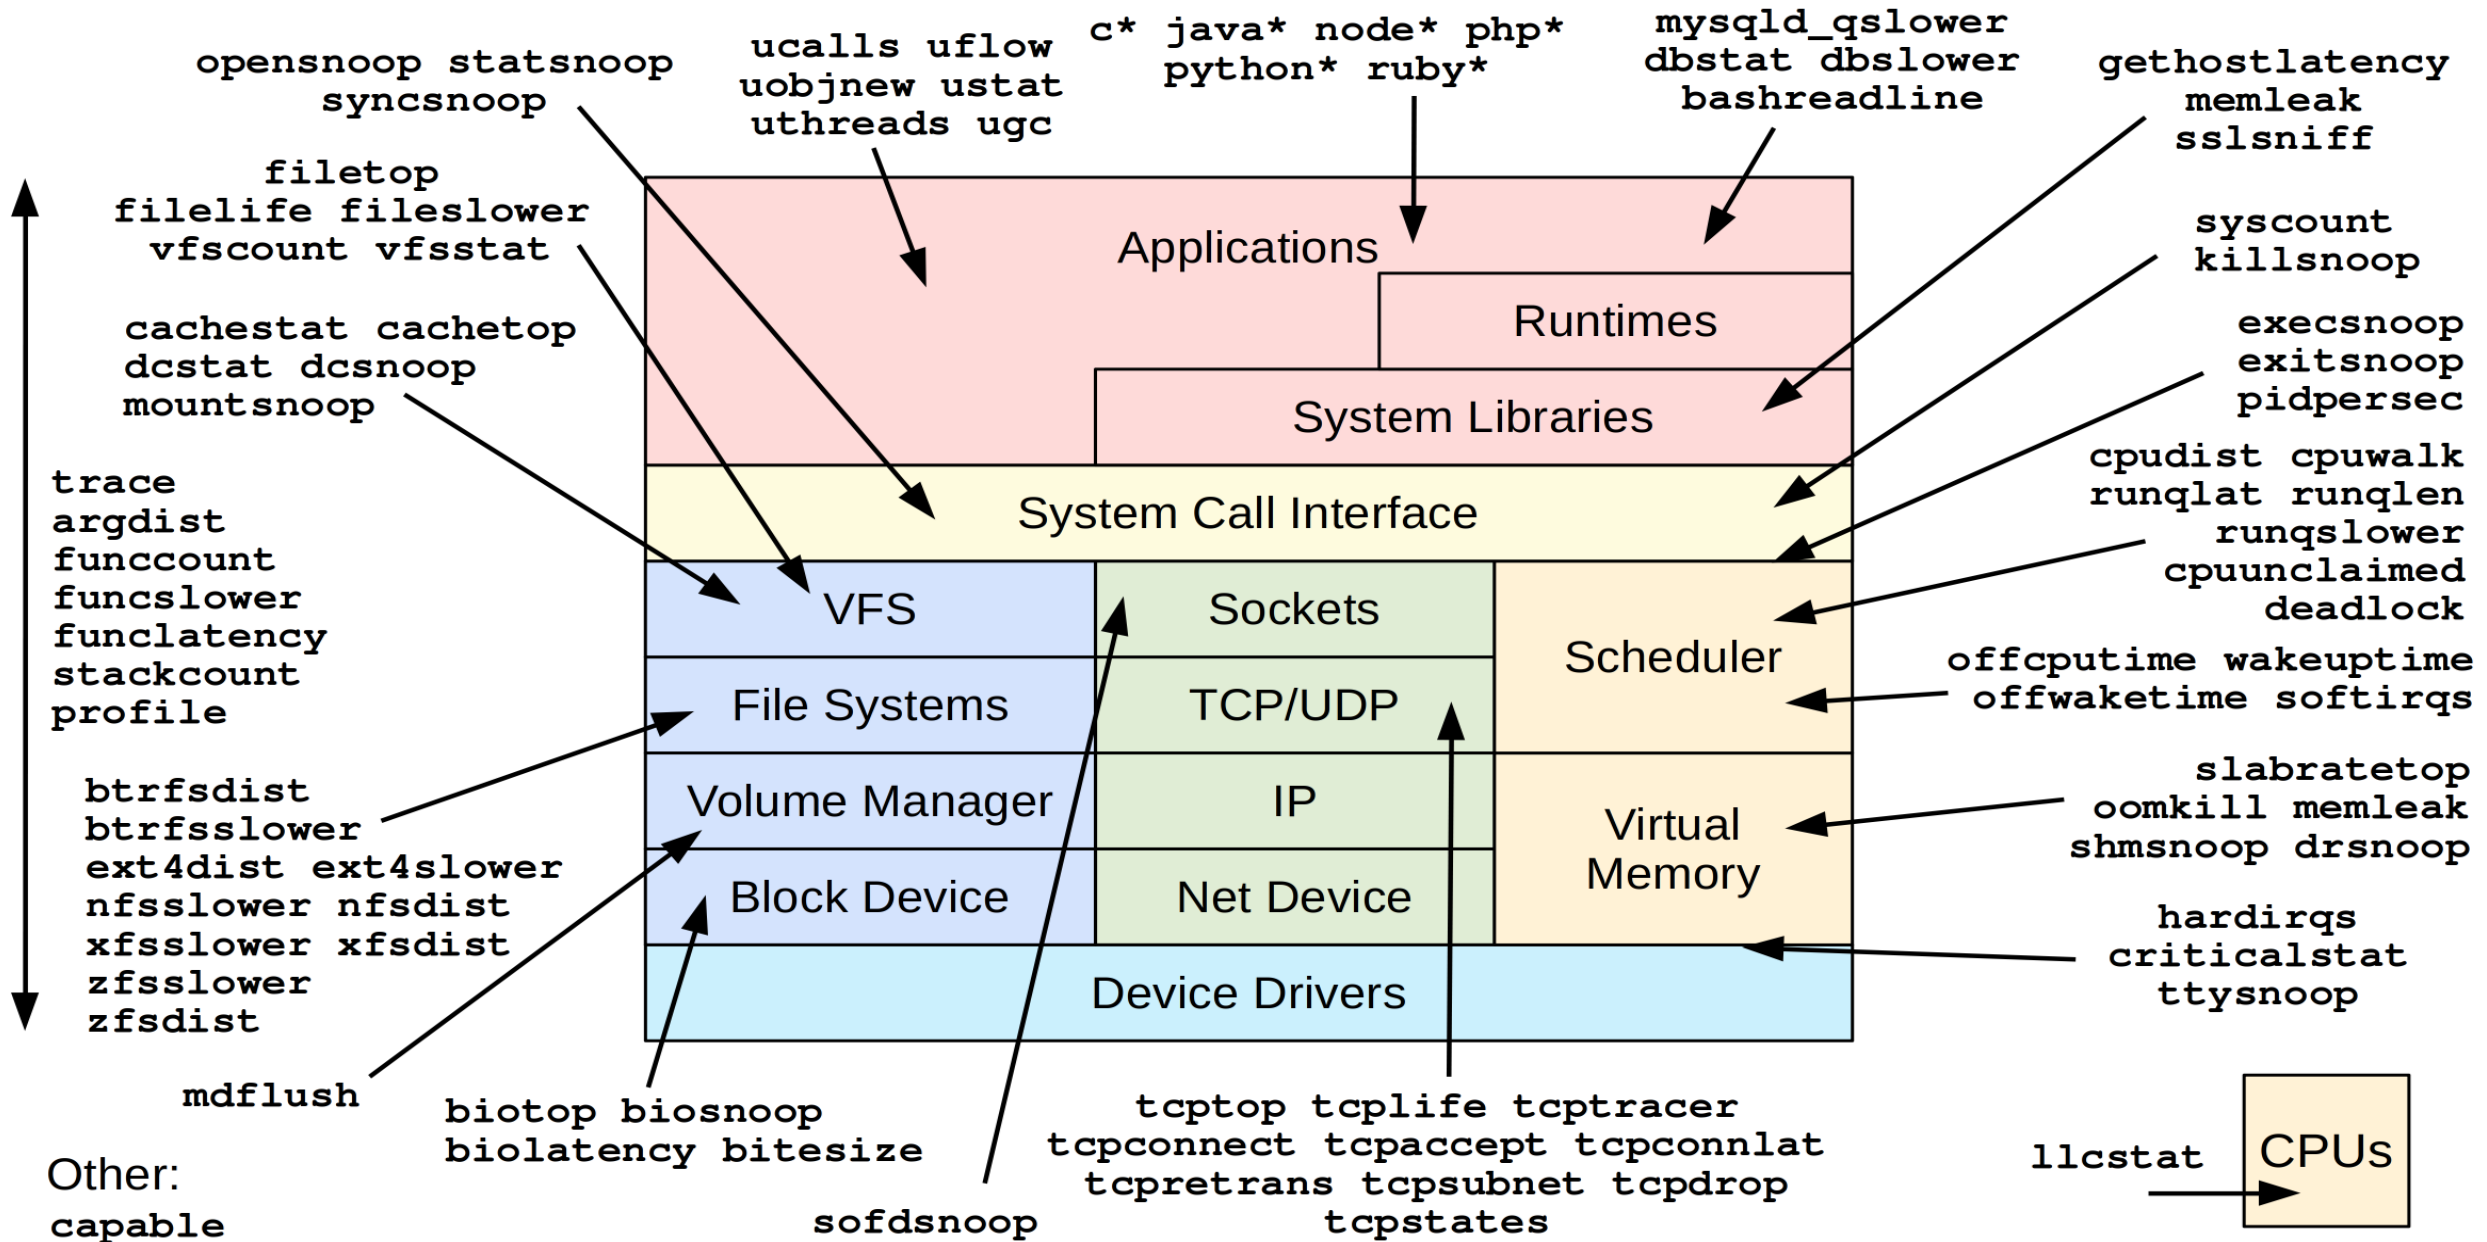 opensnoop statsnoop
syncsnoop
ucalls uflow
uobjnew ustat
uthreads ugc
c* java* node* php*
python* ruby*
mysqld_qslower
dbstat dbslower
bashreadline
gethostlatency
memleak
sslsniff
filetop
filelife fileslower
vfscount vfsstat
syscount
killsnoop
cachestat cachetop
dcstat dcsnoop
mountsnoop
execsnoop
exitsnoop
pidpersec
trace
argdist
funccount
funcslower
funclatency
stackcount
profile
cpudist cpuwalk
runqlat runqlen
runqslower
cpuunclaimed
deadlock
offcputime wakeuptime
offwaketime softirqs
btrfsdist
btrfsslower
ext4dist ext4slower
nfsslower nfsdist
xfsslower xfsdist
zfsslower
zfsdist
slabratetop
oomkill memleak
shmsnoop drsnoop
hardirqs
criticalstat
ttysnoop
Applications
Runtimes
System Libraries
System Call Interface
VFS
Sockets
Scheduler
File Systems
TCP/UDP
Volume Manager
IP
Virtual
Memory
Block Device
Net Device
Device Drivers
mdflush
biotop biosnoop
biolatency bitesize
sofdsnoop
tcptop tcplife tcptracer
tcpconnect tcpaccept tcpconnlat
tcpretrans tcpsubnet tcpdrop
tcpstates
llcstat
CPUs
Other:
capable